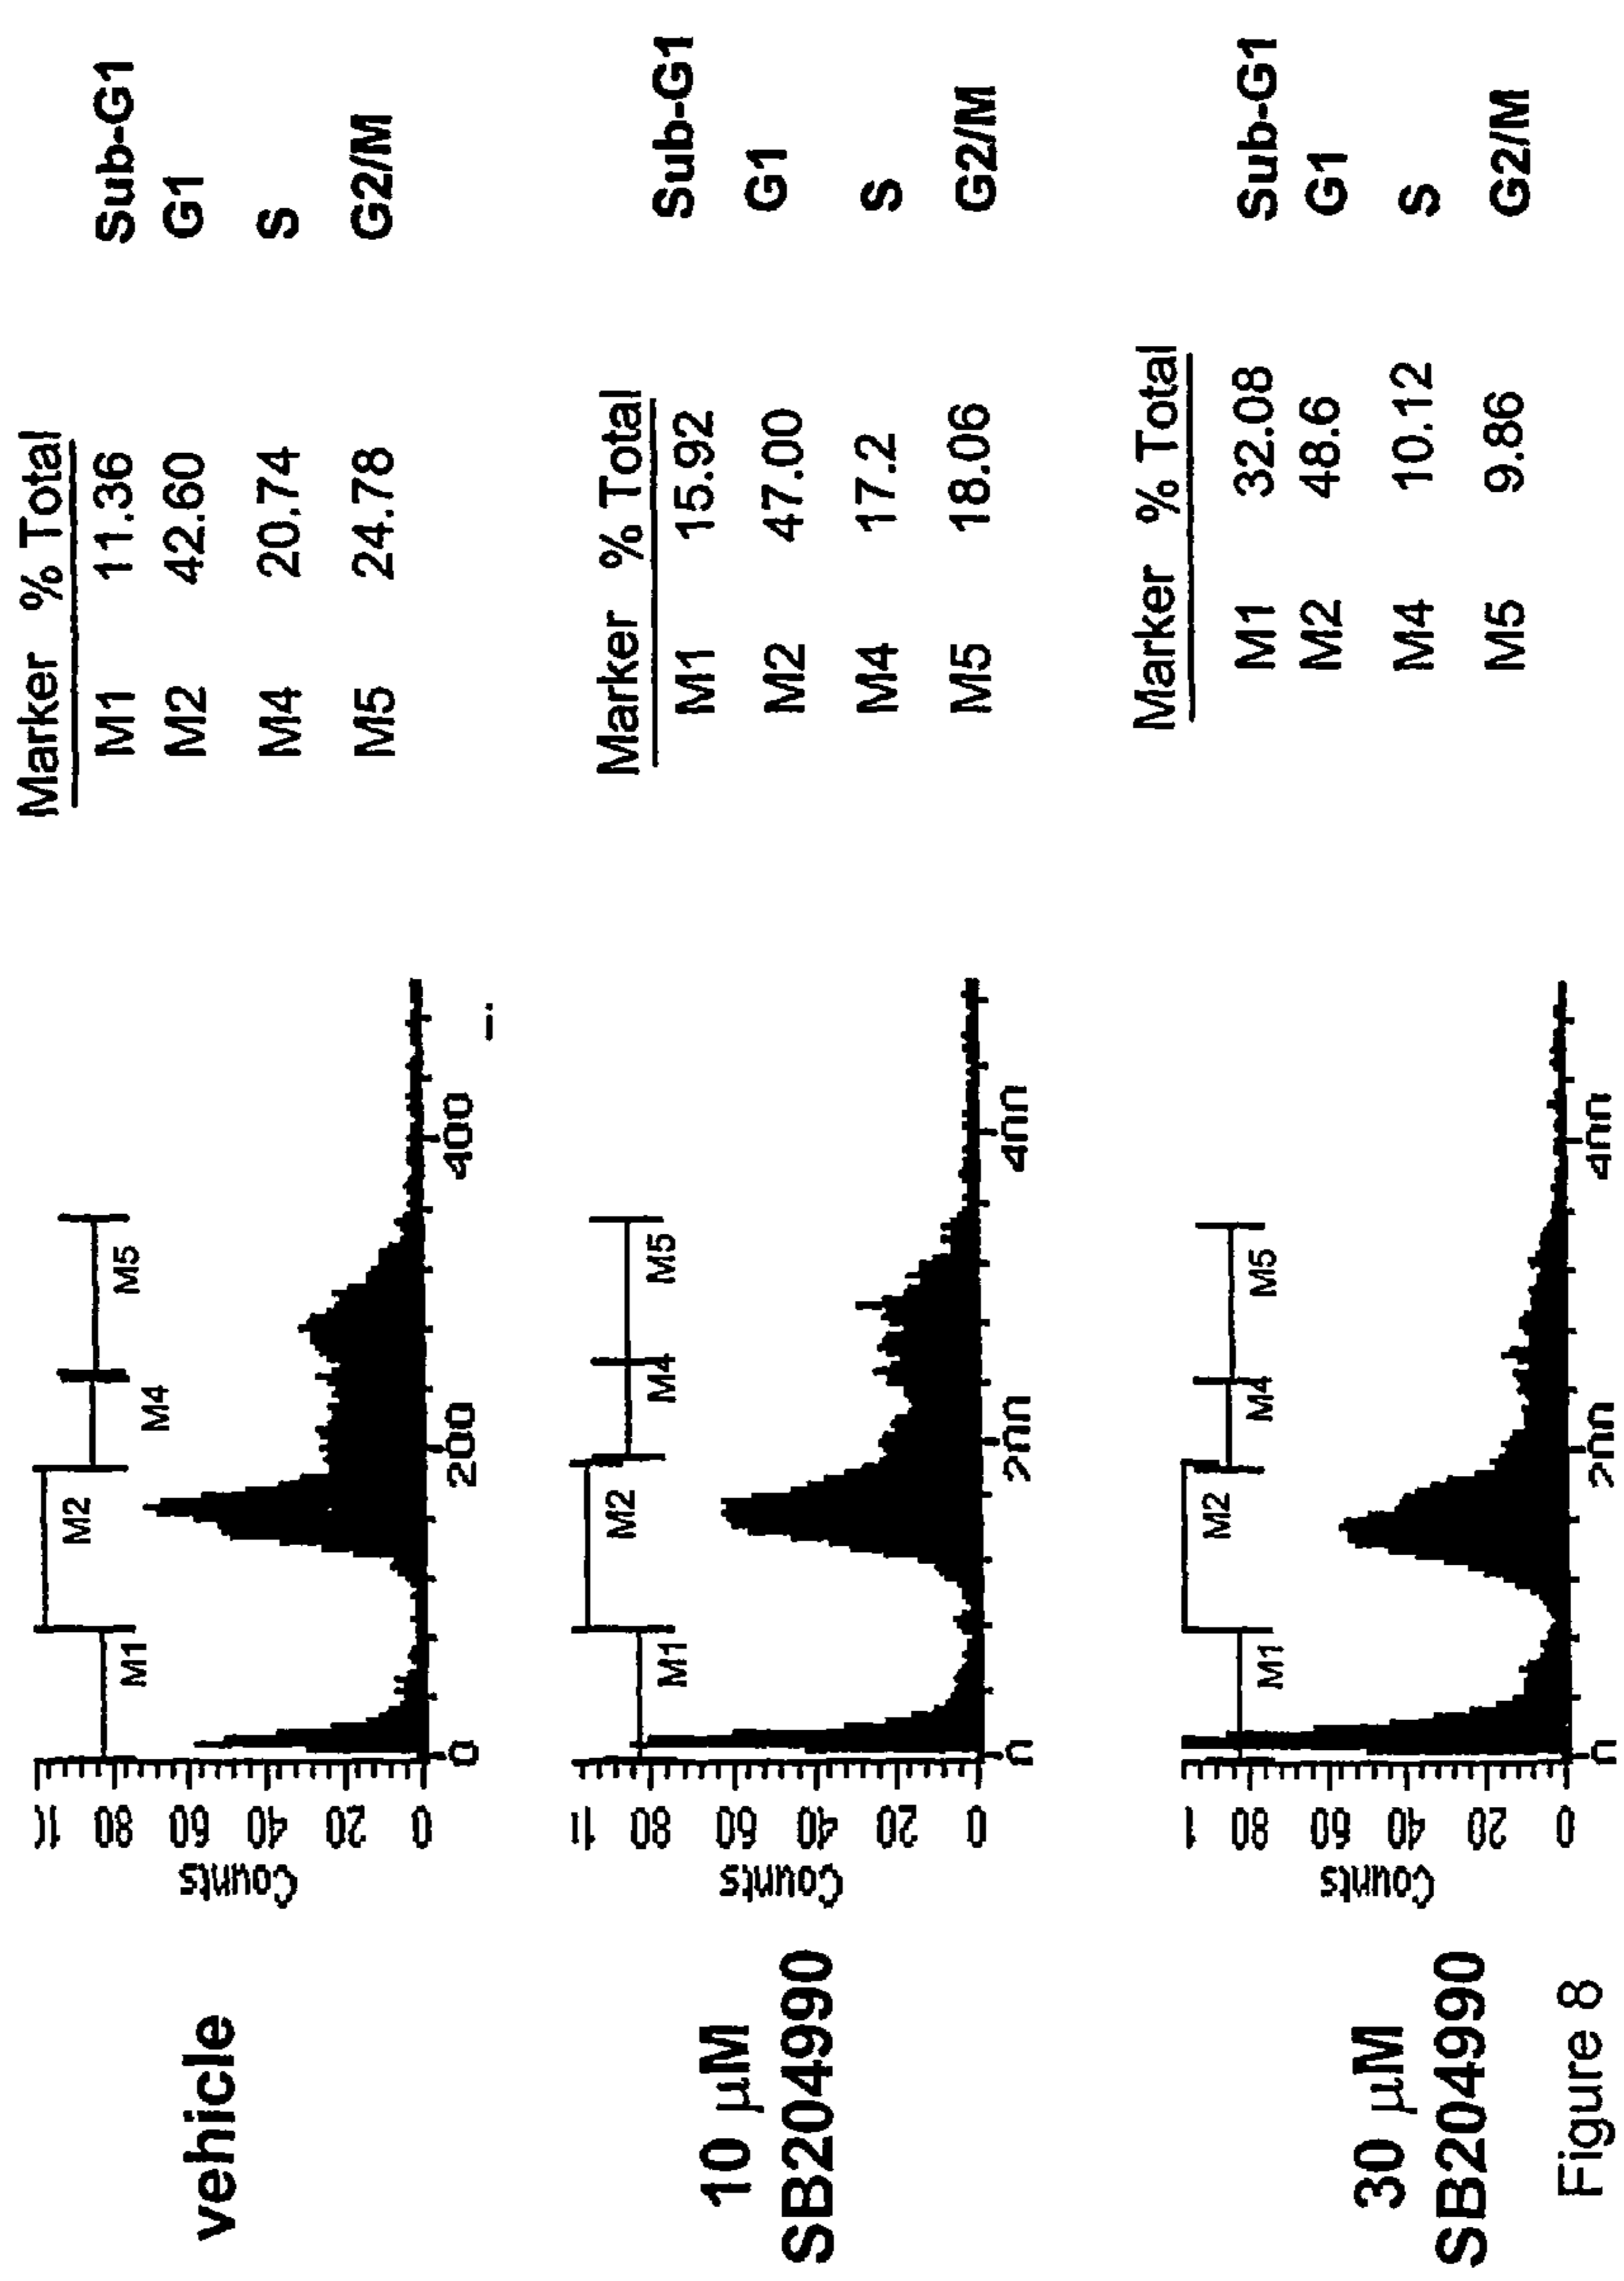 vehicle
Counts
80
60
40
20
0
M1
M2
M4
M5
0
200
400
Marker % Total
M1 11.36 Sub-G1
M2 42.60 G1
M4 20.74 S
M5 24.78 G2/M
10 μM
SB204990
Counts
80
60
40
20
0
M1
M2
M4
M5
Marker % Total
M1 15.92 Sub-G1
M2 47.00 G1
M4 17.2 S
M5 18.06 G2/M
30 μM
SB204990
Counts
80
60
40
20
0
M1
M2
M4
M5
Marker % Total
M1 32.08 Sub-G1
M2 48.6 G1
M4 10.12 S
M5 9.86 G2/M
Figure 8